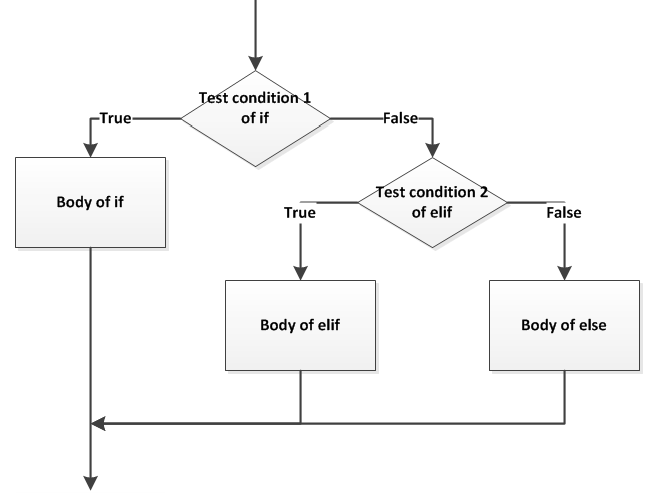 Test condition 1
of if
True
False
Body of if
Test condition 2
of elif
True
False
Body of elif
Body of else